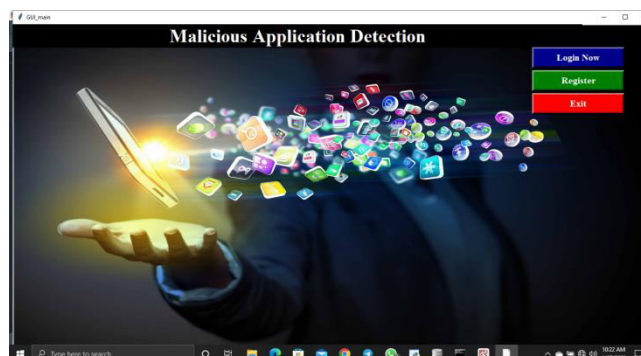 GUI_main
Malicious Application Detection
Login Now
Register
Exit
Type here to search
10:22 AM